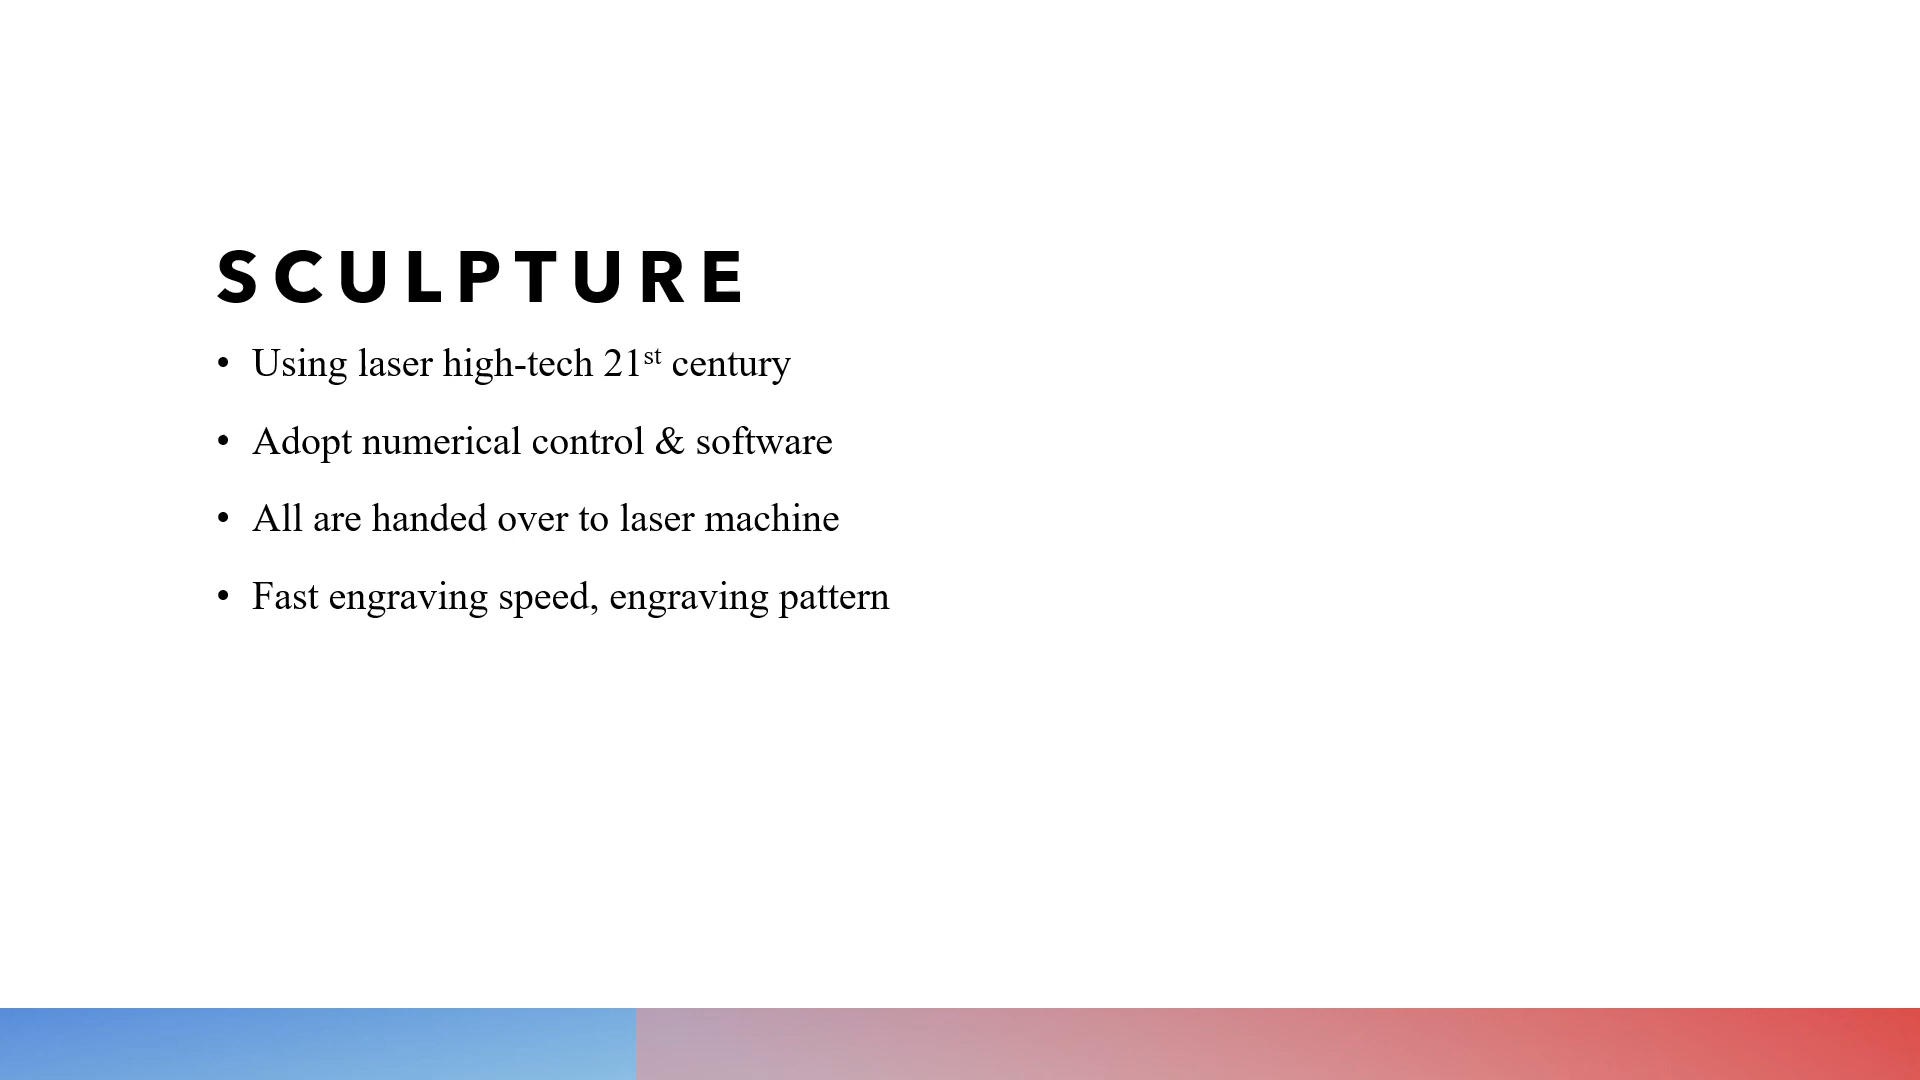 SCULPTURE
• Using laser high-tech 21st century
• Adopt numerical control & software
• All are handed over to laser machine
• Fast engraving speed, engraving pattern